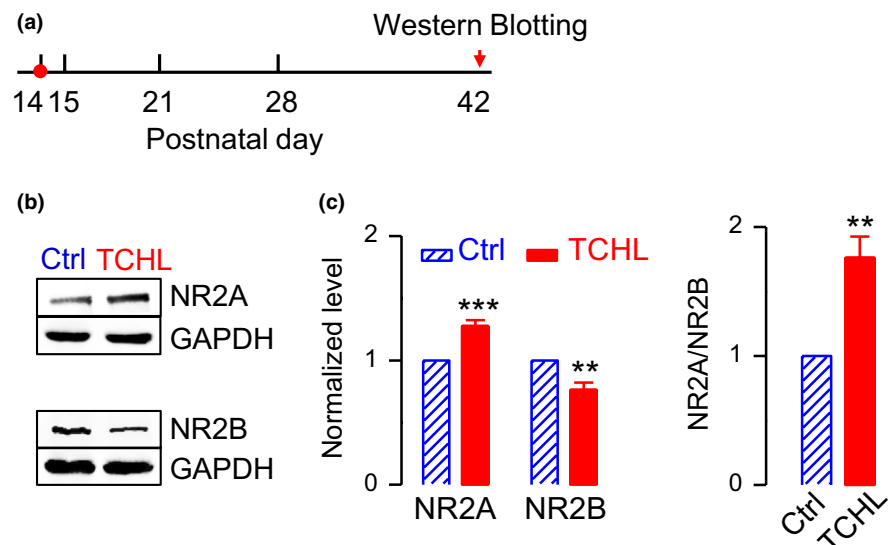 (a)
Western Blotting
14 15 21 28 42
Postnatal day
(b)
Ctrl TCHL
NR2A
GAPDH
NR2B
GAPDH
(c)
Normalized level
2
1
0
Ctrl TCHL
***
**
NR2A NR2B
NR2A/NR2B
2
1
0
**
Ctrl
TCHL